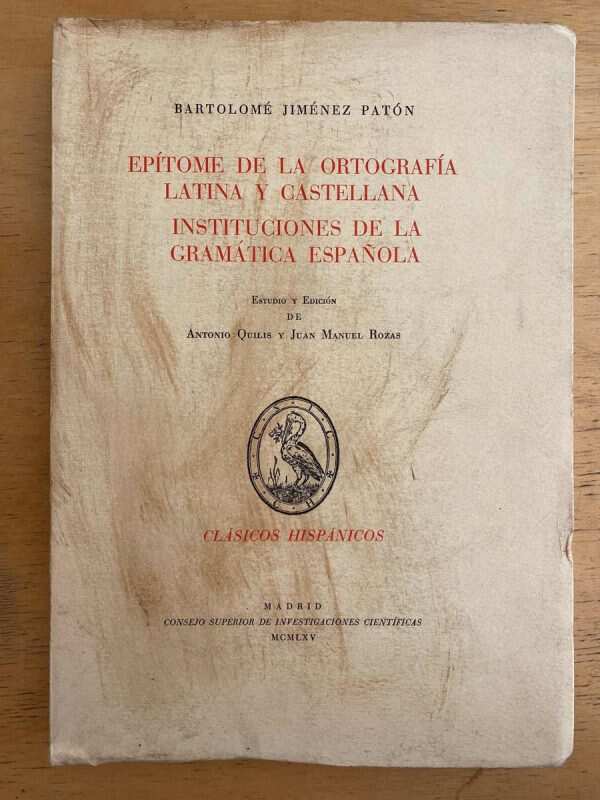 BARTOLOMÉ JIMÉNEZ PATÓN
EPÍTOME DE LA ORTOGRAFÍA
LATINA Y CASTELLANA
INSTITUCIONES DE LA
GRAMÁTICA ESPAÑOLA
ESTUDIO Y EDICIÓN
DE
ANTONIO QUILIS Y JUAN MANUEL ROZAS
C S I C
C H
CLÁSICOS HISPÁNICOS
MADRID
CONSEJO SUPERIOR DE INVESTIGACIONES CIENTÍFICAS
MCMLXV